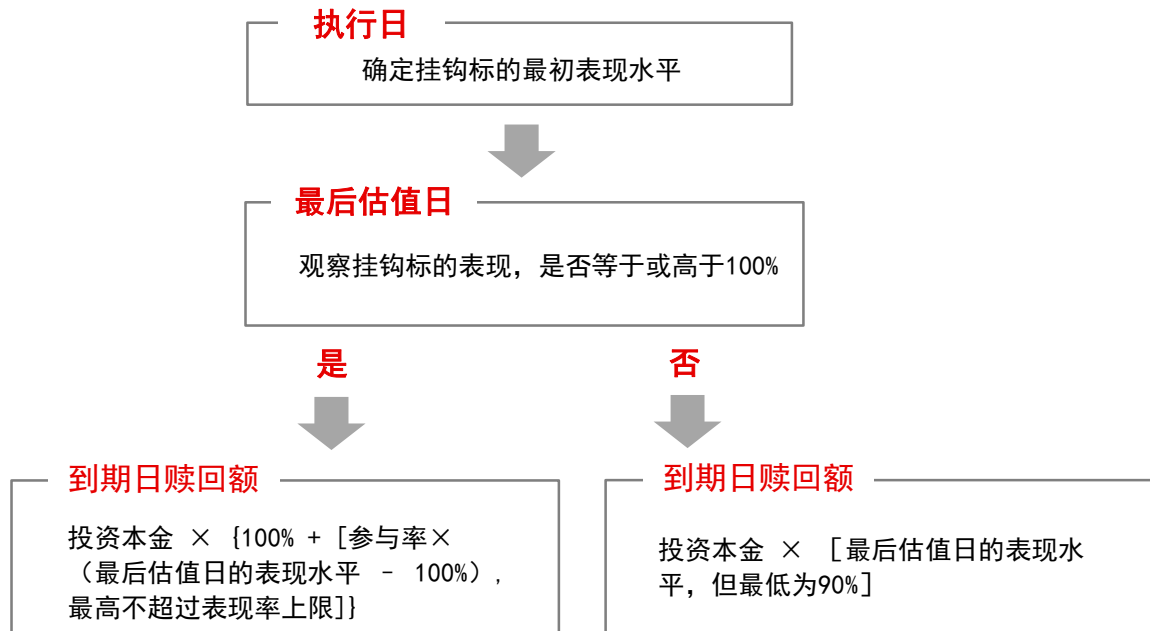 执行日
确定挂钩标的最初表现水平
最后估值日
观察挂钩标的表现，是否等于或高于100%
是
否
到期日赎回额
投资本金 × {100% + [参与率×
（最后估值日的表现水平 – 100%），
最高不超过表现率上限]}
到期日赎回额
投资本金 × ［最后估值日的表现水
平，但最低为90%］